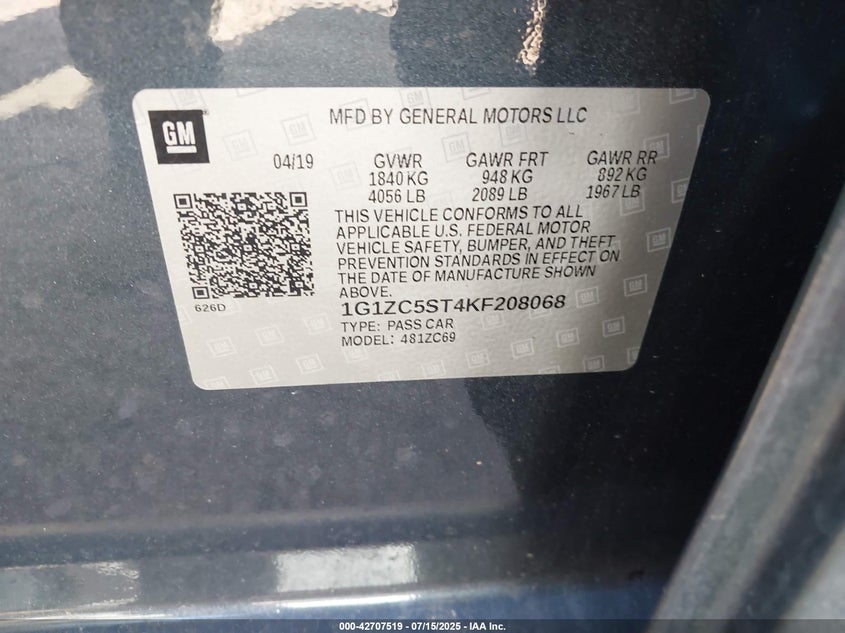 GM
MFD BY GENERAL MOTORS LLC
04/19 GVWR GAWR FRT GAWR RR
1840 KG 948 KG 892 KG
4056 LB 2089 LB 1967 LB
THIS VEHICLE CONFORMS TO ALL
APPLICABLE U.S. FEDERAL MOTOR
VEHICLE SAFETY, BUMPER, AND THEFT
PREVENTION STANDARDS IN EFFECT ON
THE DATE OF MANUFACTURE SHOWN
ABOVE.
626D
1G1ZC5ST4KF208068
TYPE: PASS CAR
MODEL: 481ZC69
000-42707519 - 07/15/2025 - IAA Inc.